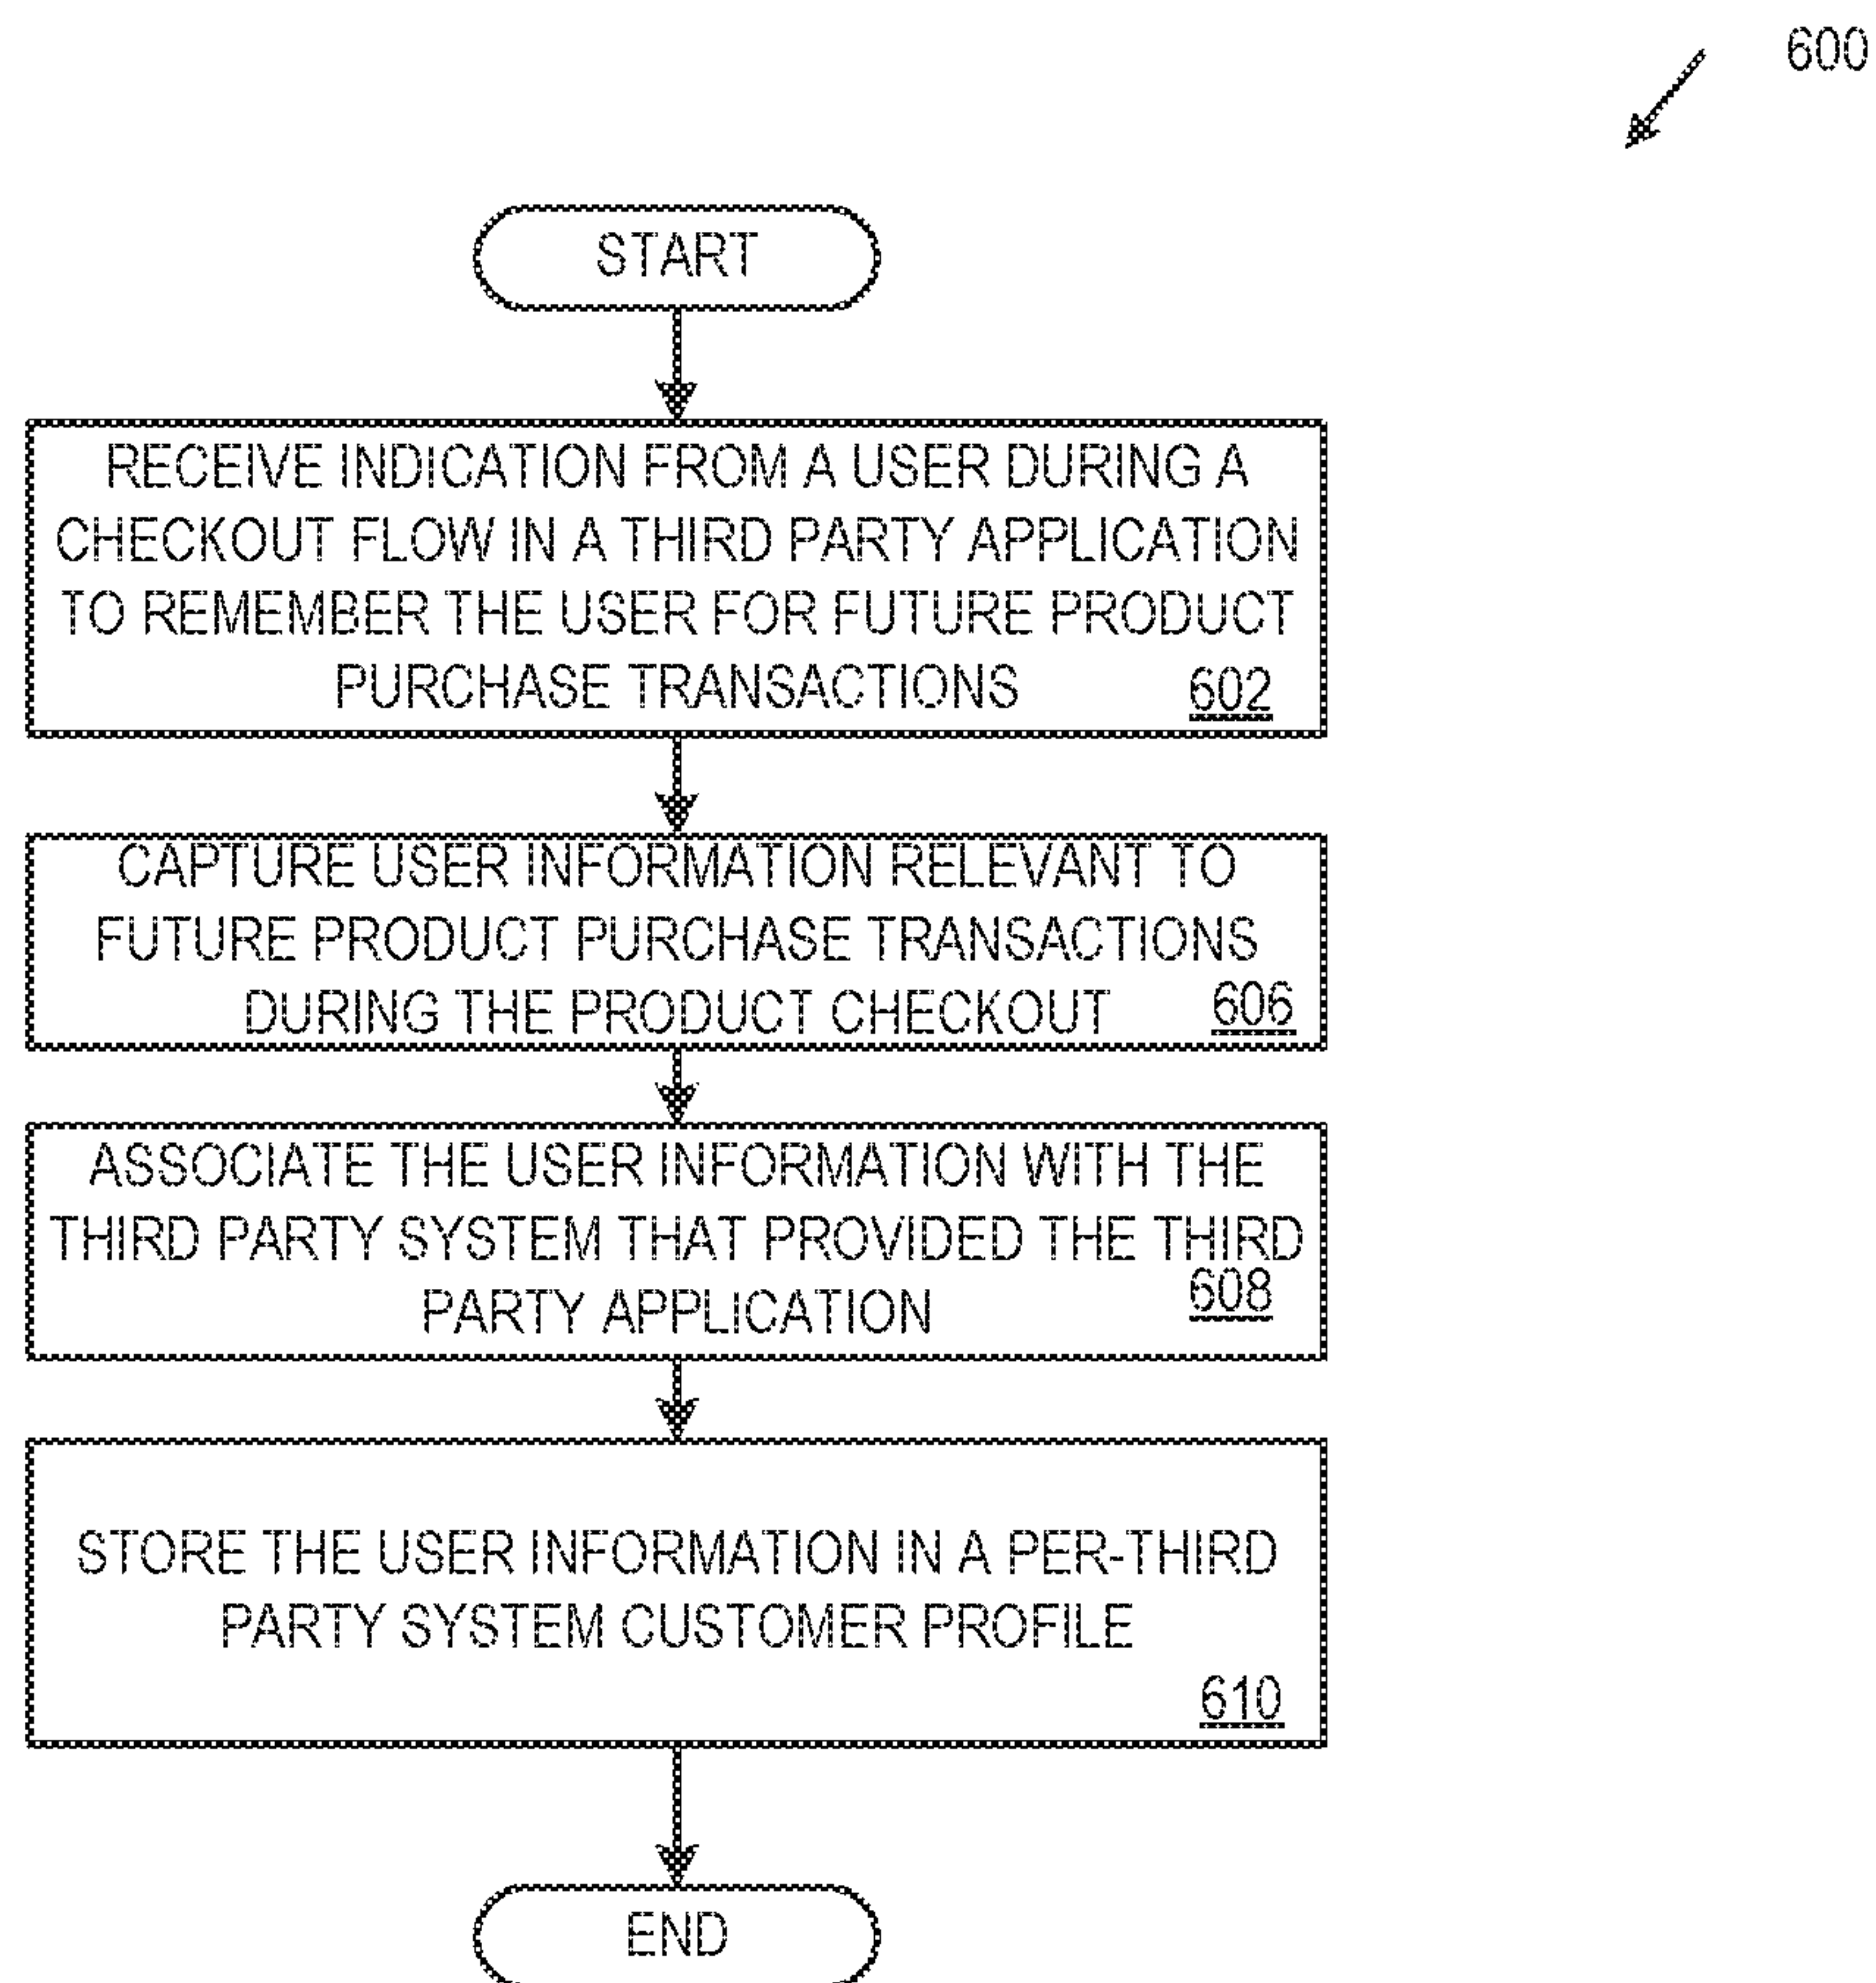 600
START
RECEIVE INDICATION FROM A USER DURING A
CHECKOUT FLOW IN A THIRD PARTY APPLICATION
TO REMEMBER THE USER FOR FUTURE PRODUCT
PURCHASE TRANSACTIONS 602
CAPTURE USER INFORMATION RELEVANT TO
FUTURE PRODUCT PURCHASE TRANSACTIONS
DURING THE PRODUCT CHECKOUT 606
ASSOCIATE THE USER INFORMATION WITH THE
THIRD PARTY SYSTEM THAT PROVIDED THE THIRD
PARTY APPLICATION 608
STORE THE USER INFORMATION IN A PER-THIRD
PARTY SYSTEM CUSTOMER PROFILE
610
END